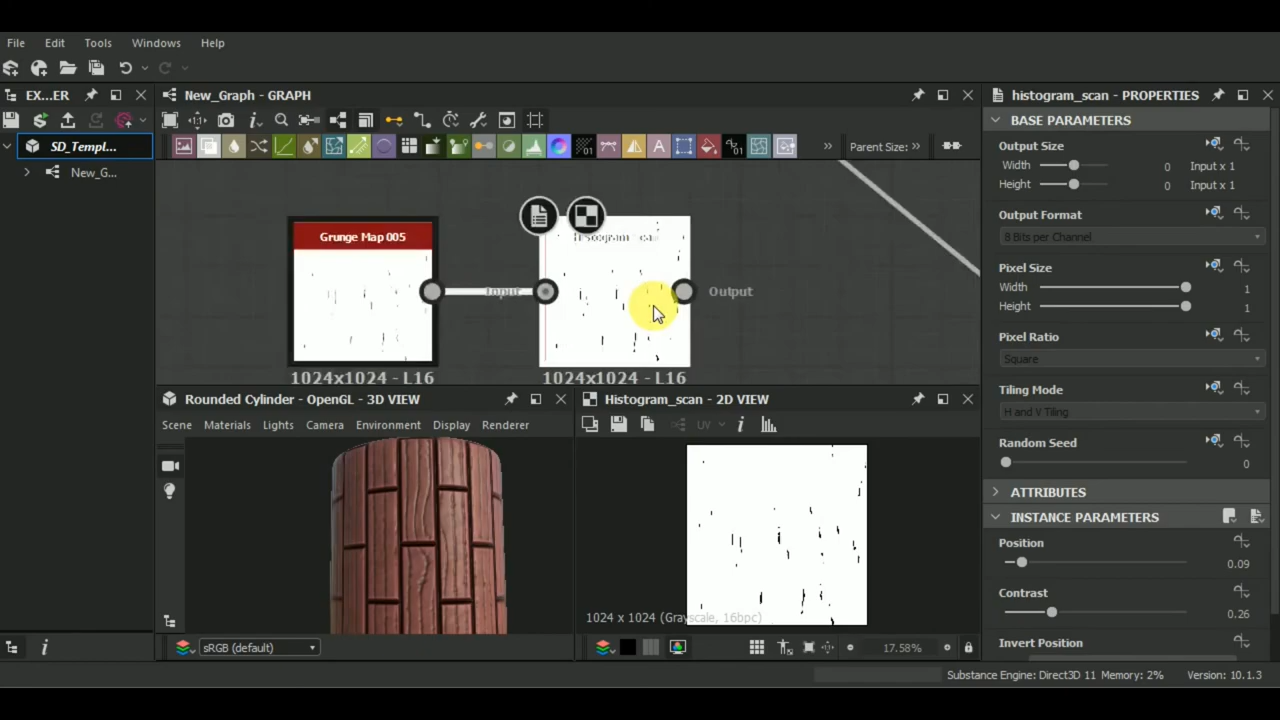 File Edit Tools Windows Help
EX...ER
New_Graph - GRAPH
histogram_scan - PROPERTIES
SD_Templ...
New_G...
Parent Size:
Grunge Map 005
1024x1024 - L16
Input
Histogram Scan
Output
1024x1024 - L16
Rounded Cylinder - OpenGL - 3D VIEW
Scene Materials Lights Camera Environment Display Renderer
sRGB (default)
Histogram_scan - 2D VIEW
UV
1024 x 1024 (Grayscale, 16bpc)
17.58%
BASE PARAMETERS
Output Size
Width 0 Input x 1
Height 0 Input x 1
Output Format
8 Bits per Channel
Pixel Size
Width 1
Height 1
Pixel Ratio
Square
Tiling Mode
H and V Tiling
Random Seed
0
ATTRIBUTES
INSTANCE PARAMETERS
Position
0.09
Contrast
0.26
Invert Position
Substance Engine: Direct3D 11 Memory: 2% Version: 10.1.3